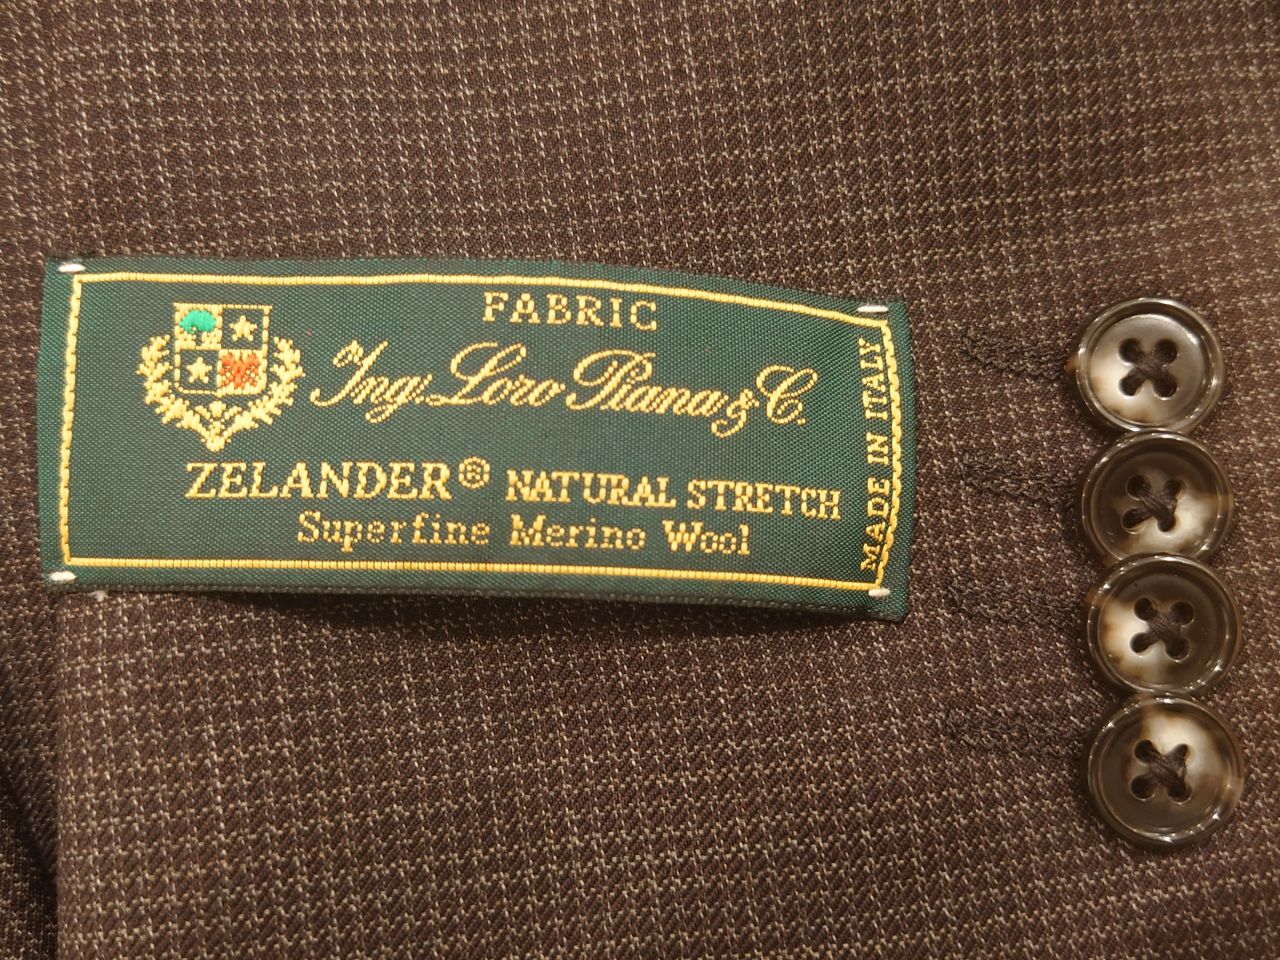 FABRIC
Ing. Loro Piana & C.
ZELANDER® NATURAL STRETCH
Superfine Merino Wool
MADE IN ITALY